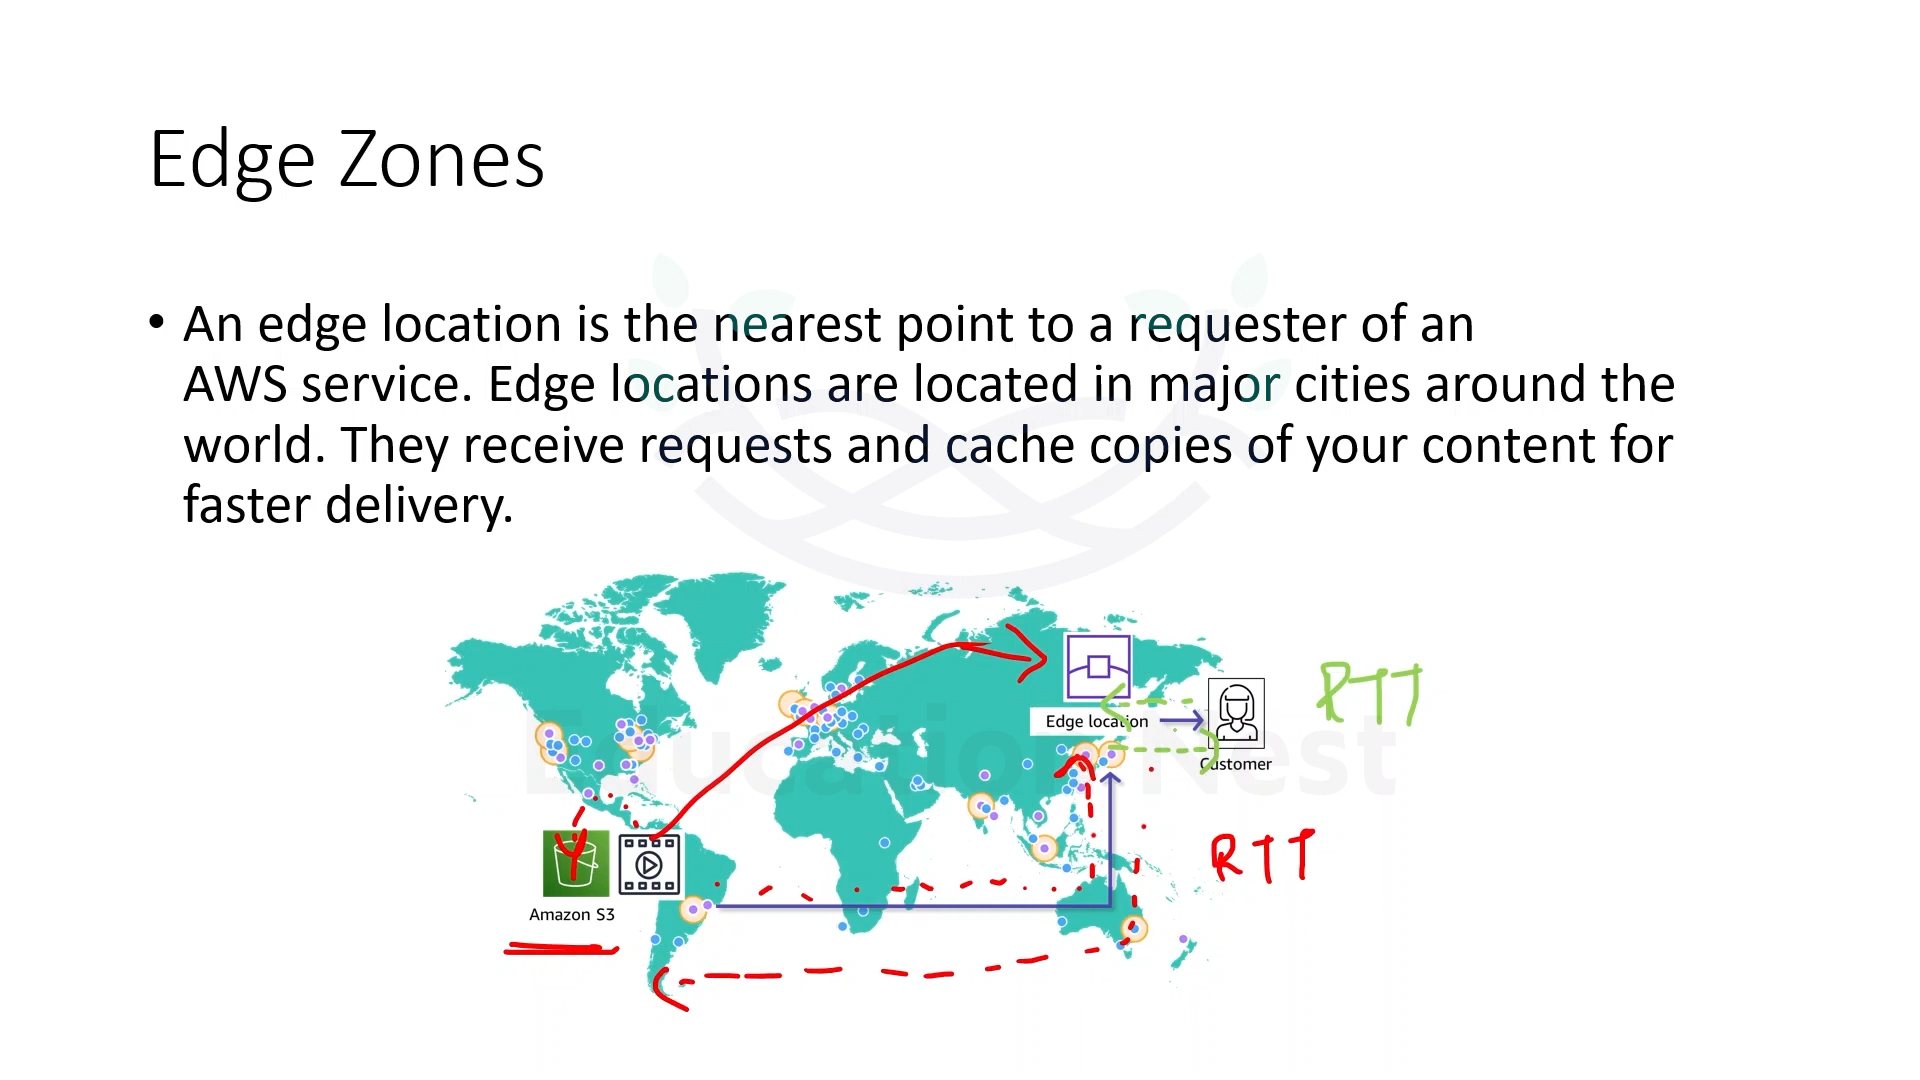 Edge Zones
• An edge location is the nearest point to a requester of an
AWS service. Edge locations are located in major cities around the
world. They receive requests and cache copies of your content for
faster delivery.
Edge location
Customer
RTT
RTT
Amazon S3
Education Nest